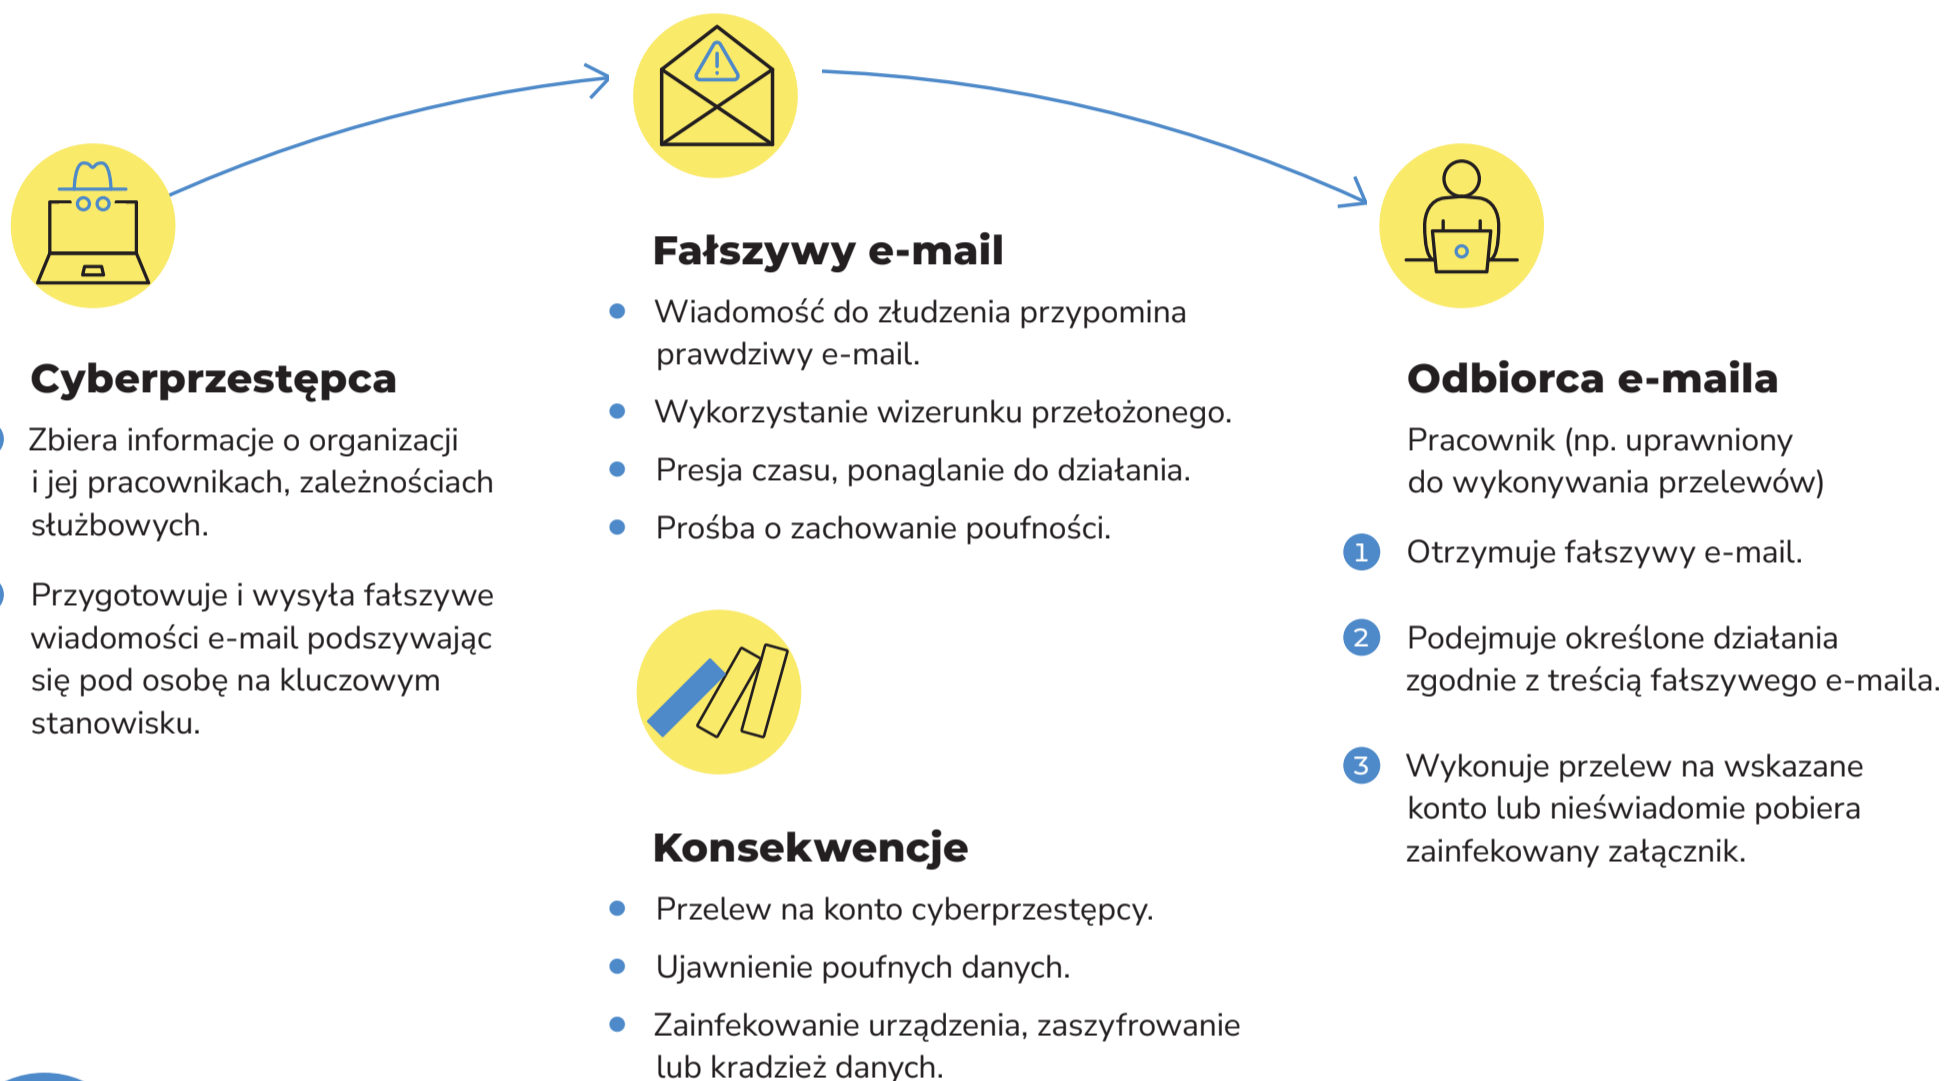 Cyberprzestępca
Zbiera informacje o organizacji
i jej pracownikach, zależnościach
służbowych.
Przygotowuje i wysyła fałszywe
wiadomości e-mail podszywając
się pod osobę na kluczowym
stanowisku.
Fałszywy e-mail
Wiadomość do złudzenia przypomina
prawdziwy e-mail.
Wykorzystanie wizerunku przełożonego.
Presja czasu, ponaglanie do działania.
Prośba o zachowanie poufności.
Konsekwencje
Przelew na konto cyberprzestępcy.
Ujawnienie poufnych danych.
Zainfekowanie urządzenia, zaszyfrowanie
lub kradzież danych.
Odbiorca e-maila
Pracownik (np. uprawniony
do wykonywania przelewów)
1 Otrzymuje fałszywy e-mail.
2 Podejmuje określone działania
zgodnie z treścią fałszywego e-maila.
3 Wykonuje przelew na wskazane
konto lub nieświadomie pobiera
zainfekowany załącznik.